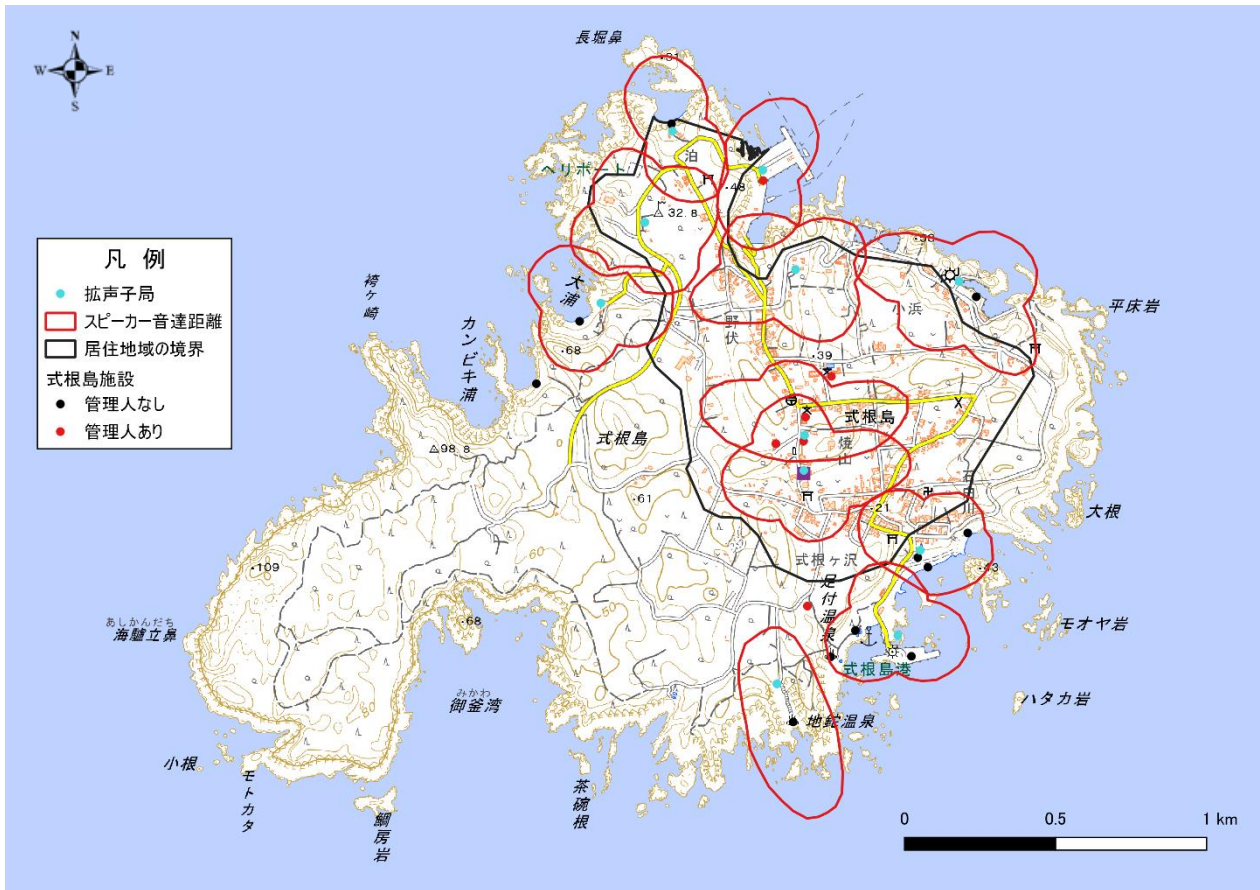 N
W
E
S
長堀鼻
・31
泊
ヘリポート
・48
△32.8
凡 例
拡声子局
スピーカー音達距離
居住地域の境界
式根島施設
管理人なし
管理人あり
袴ヶ崎
カンビキ浦
大浦
・68
野伏
小浜
平床岩
・39
式根島
式根島
焼山
△98.8
・61
・21
大根
・43
式根ヶ沢
60
50
・109
足付温泉
あしかんだち
海驢立鼻
・68
モオヤ岩
式根島港
みかわ
御釜湾
地鉈温泉
ハタカ岩
小根
モトカタ
鯛房岩
茶碗根
0
0.5
1 km